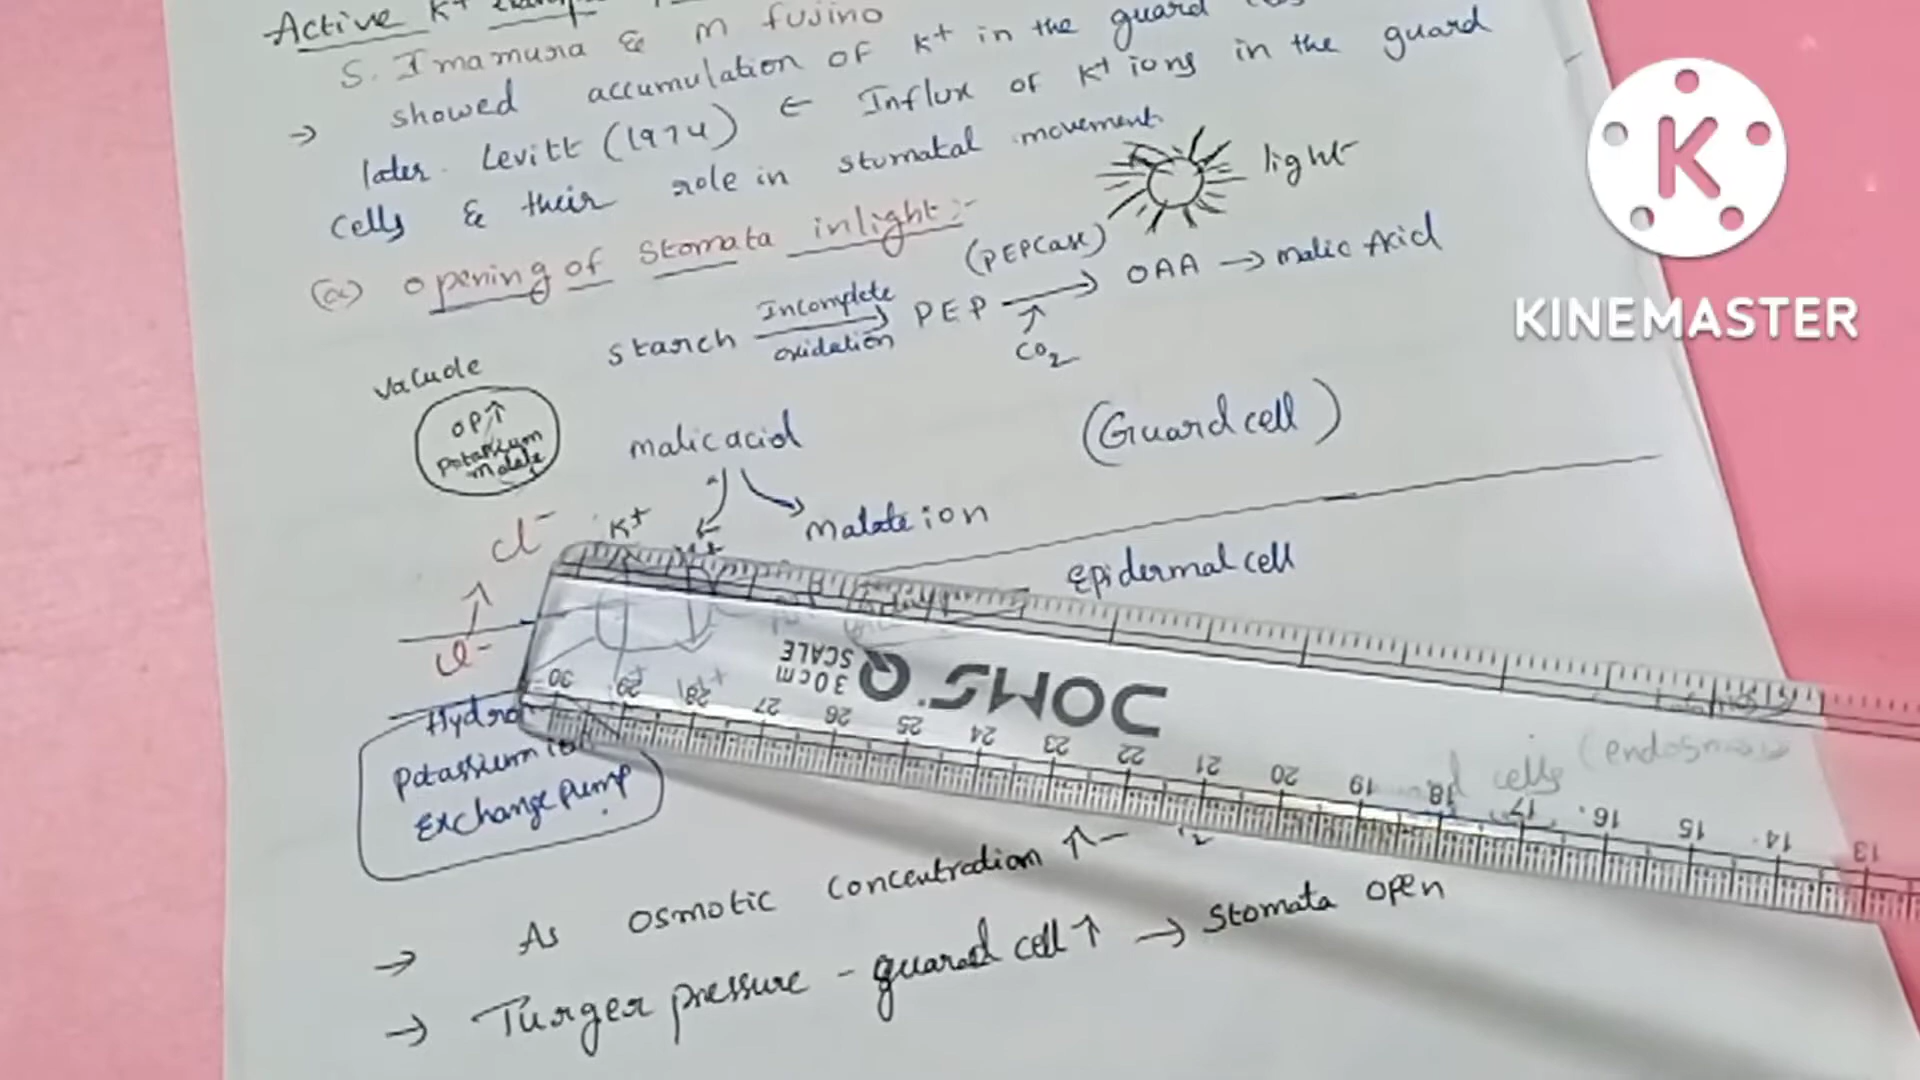 Active K+
S. Imamura & M fujino
→ showed accumulation of K+ in the guard
later Levitt (1974) ← Influx of K+ ions in the guard
cells & their role in stomatal movement.
(a) opening of Stomata in light:-
light
starch Incomplete oxidation → PEP (PEPCase) → OAA → malic Acid
CO2
Vacuole
OP↑
potassium
malate
malic acid
(Guard cell)
Cl-
K+
Malate ion
Epidermal cell
Cl-
30cm
SCALE
DOMS. Q
30 29 28 27 26 25 24 23 22 21 20 19 18 17 16 15 14 13
potassium
Exchange pump
cells (endosmosis
→ As osmotic concentration ↑-
→ Turger pressure - guard cell ↑ → Stomata open
K
KINEMASTER